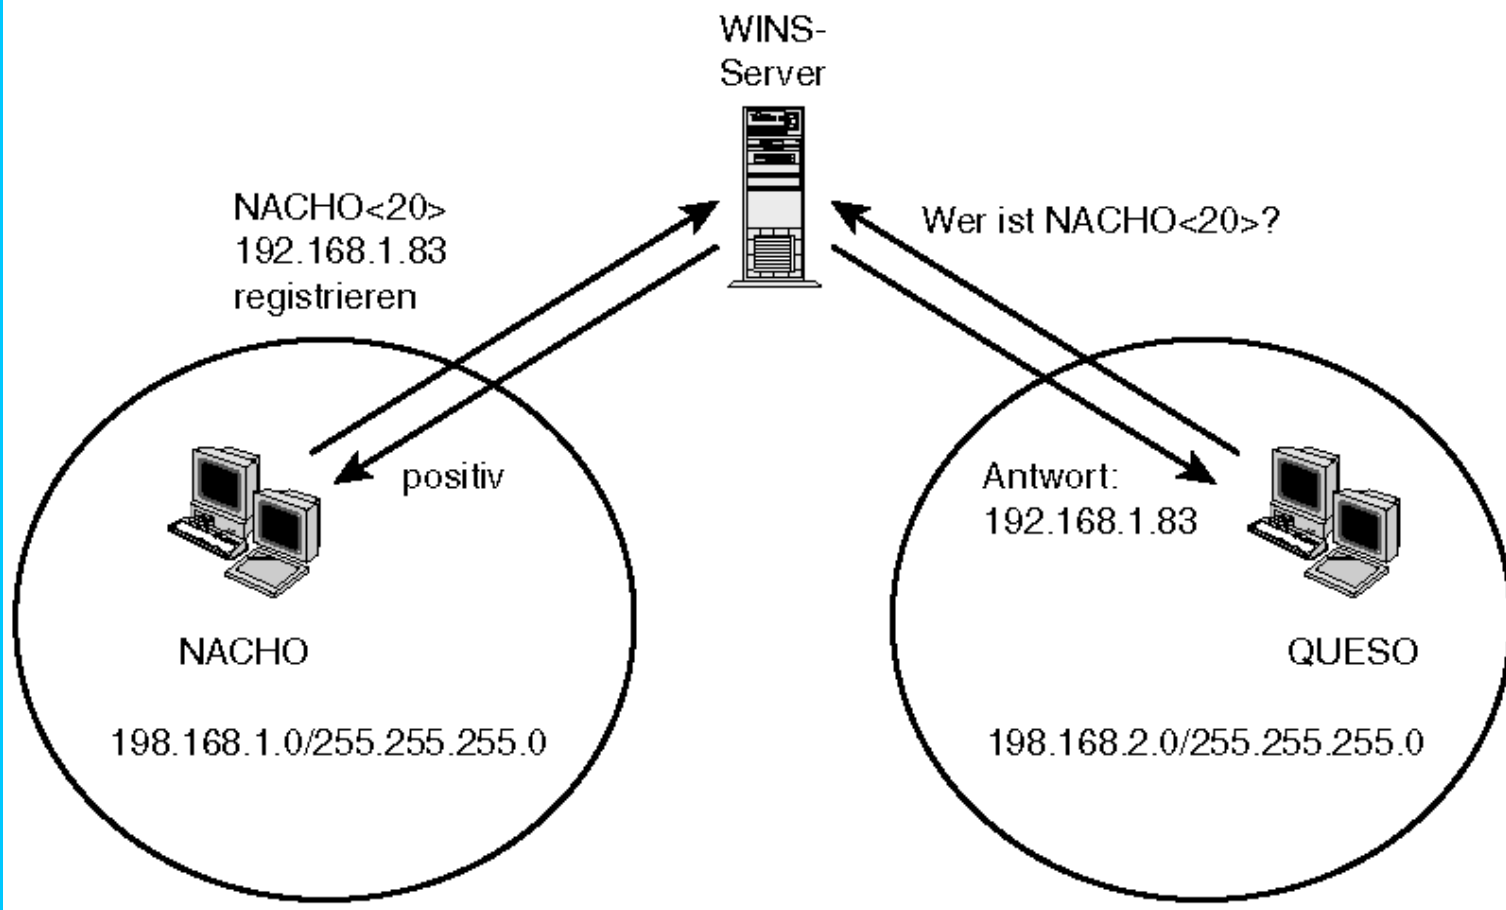 WINS-
Server
NACHO<20>
192.168.1.83
registrieren
Wer ist NACHO<20>?
positiv
Antwort:
192.168.1.83
NACHO
QUESO
198.168.1.0/255.255.255.0
198.168.2.0/255.255.255.0